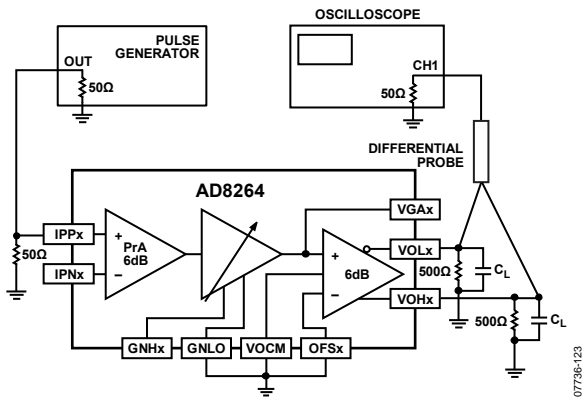 OSCILLOSCOPE
PULSE
GENERATOR
OUT
50Ω
CH1
50Ω
DIFFERENTIAL
PROBE
AD8264
VGAx
IPPx
+
PrA
6dB
–
IPNx
50Ω
+
6dB
–
VOLx
500Ω
CL
VOHx
500Ω
CL
GNHx
GNLO
VOCM
OFSx
07736-123